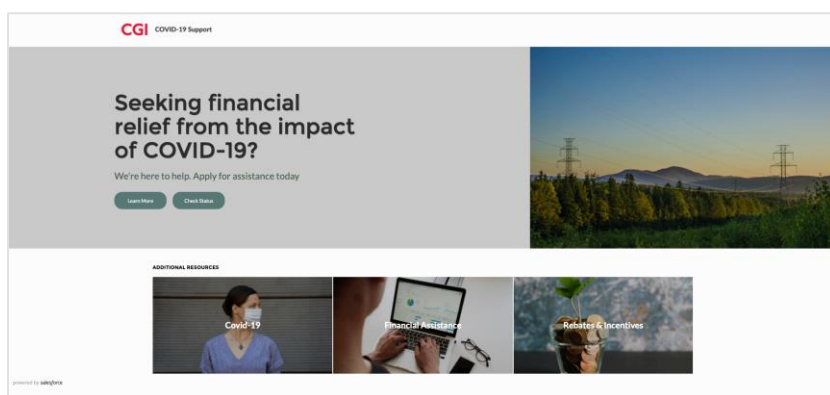 CGI COVID-19 Support
Seeking financial
relief from the impact
of COVID-19?
We're here to help. Apply for assistance today
Learn More Check Status
ADDITIONAL RESOURCES
Covid-19 Financial Assistance Rebates & Incentives
powered by salesforce